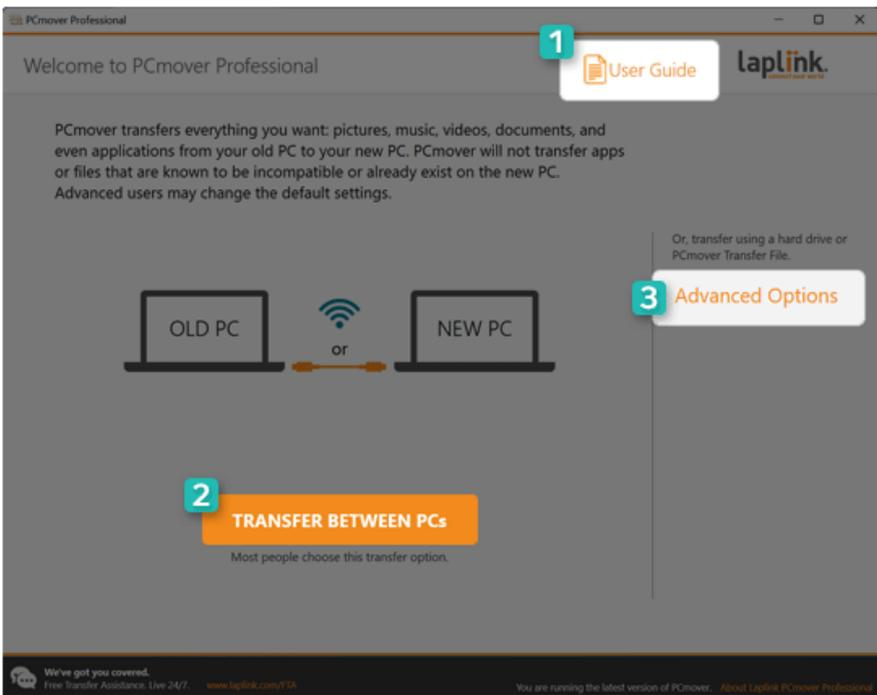 PCmover Professional
1
Welcome to PCmover Professional
User Guide
laplink.
connect your world
PCmover transfers everything you want: pictures, music, videos, documents, and
even applications from your old PC to your new PC. PCmover will not transfer apps
or files that are known to be incompatible or already exist on the new PC.
Advanced users may change the default settings.
Or, transfer using a hard drive or
PCmover Transfer File.
3
Advanced Options
OLD PC
or
NEW PC
2
TRANSFER BETWEEN PCs
Most people choose this transfer option.
We've got you covered.
Free Transfer Assistance. Live 24/7. www.laplink.com/FTA
You are running the latest version of PCmover. About Laplink PCmover Professional